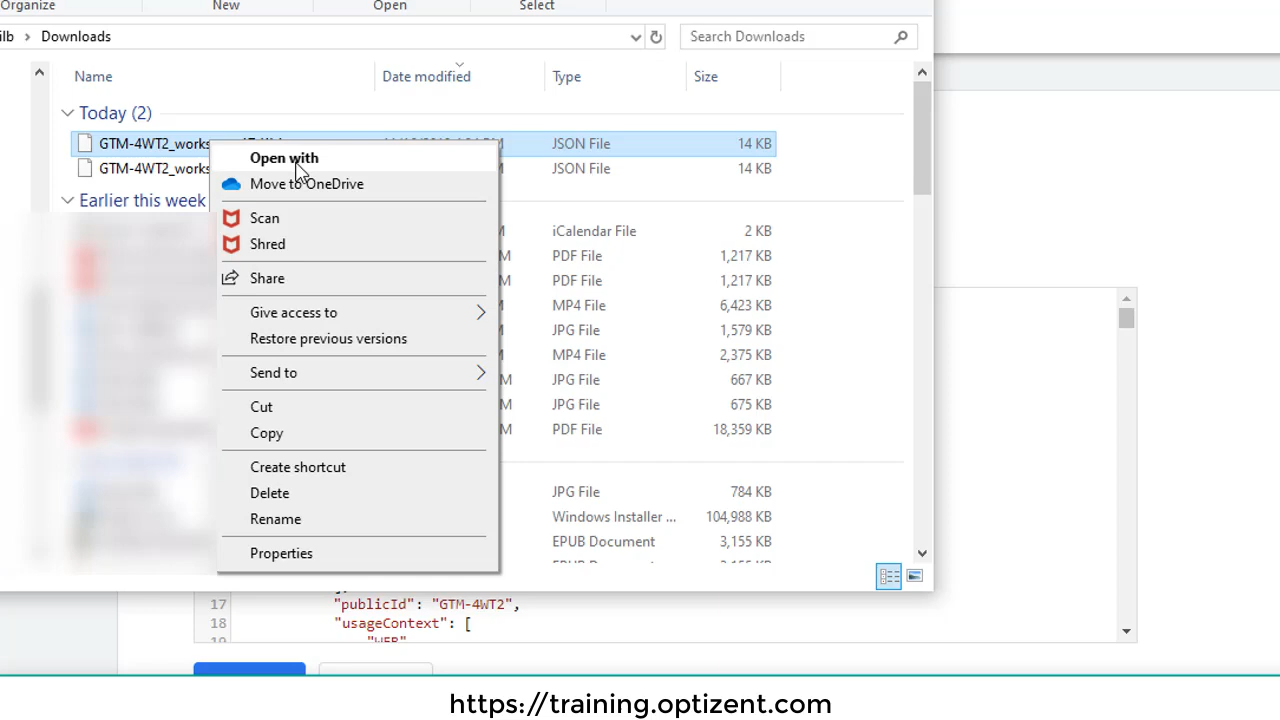 Organize New Open Select
ilb › Downloads Search Downloads
Name Date modified Type Size
Today (2)
GTM-4WT2_works JSON File 14 KB
GTM-4WT2_works JSON File 14 KB
Earlier this week
Open with
Move to OneDrive
Scan
Shred
Share
Give access to
Restore previous versions
Send to
Cut
Copy
Create shortcut
Delete
Rename
Properties
iCalendar File 2 KB
PDF File 1,217 KB
PDF File 1,217 KB
MP4 File 6,423 KB
JPG File 1,579 KB
MP4 File 2,375 KB
M JPG File 667 KB
M JPG File 675 KB
M PDF File 18,359 KB
JPG File 784 KB
Windows Installer ... 104,988 KB
EPUB Document 3,155 KB
17 "publicId": "GTM-4WT2",
18 "usageContext": [
19 "WEB"
https://training.optizent.com